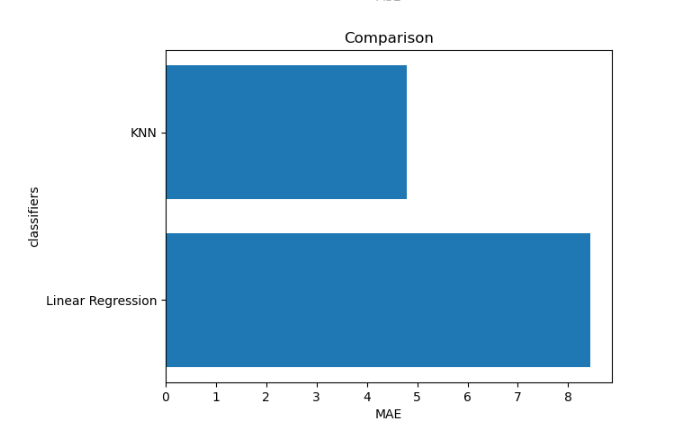 Comparison
KNN
classifiers
Linear Regression
0 1 2 3 4 5 6 7 8
MAE